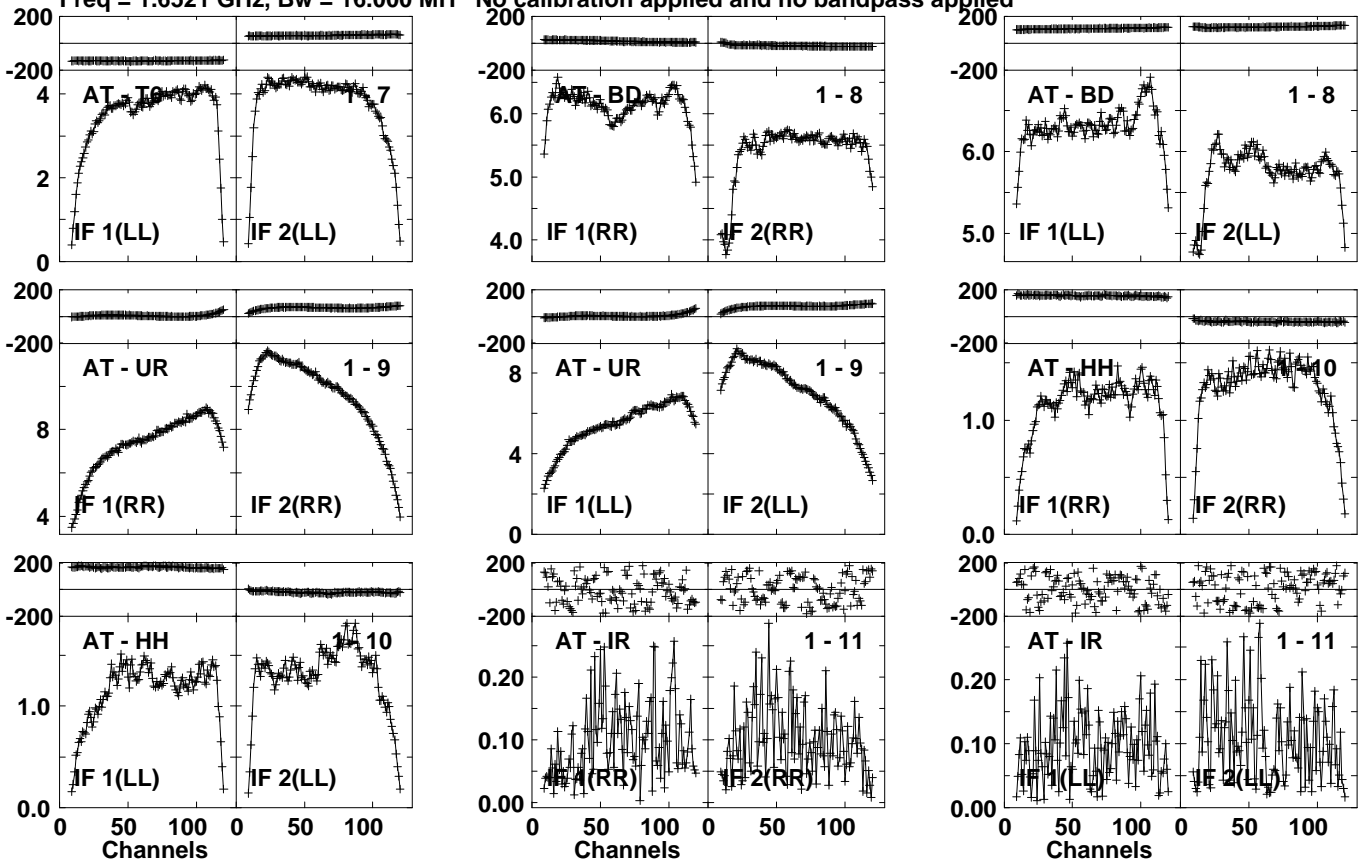 Freq = 1.6521 GHz, Bw = 16.000 MH No calibration applied and no bandpass applied
200
-200
4
2
0
AT -
1 - 7
IF 1(LL)
IF 2(LL)
200
-200
6.0
5.0
4.0
AT - BD
1 - 8
IF 1(RR)
IF 2(RR)
200
-200
6.0
5.0
AT - BD
1 - 8
IF 1(LL)
IF 2(LL)
200
-200
8
4
AT - UR
1 - 9
IF 1(RR)
IF 2(RR)
200
-200
8
4
0
AT - UR
1 - 9
IF 1(LL)
IF 2(LL)
200
-200
1.0
0.0
AT - HH
1 - 10
IF 1(RR)
IF 2(RR)
200
-200
1.0
0.0
AT - HH
1 - 10
IF 1(LL)
IF 2(LL)
0 50 100 0 50 100
Channels
200
-200
0.20
0.10
0.00
AT - IR
1 - 11
IF 1(RR)
IF 2(RR)
0 50 100 0 50 100
Channels
200
-200
0.20
0.10
0.00
AT - IR
1 - 11
IF 1(LL)
IF 2(LL)
0 50 100 0 50 100
Channels